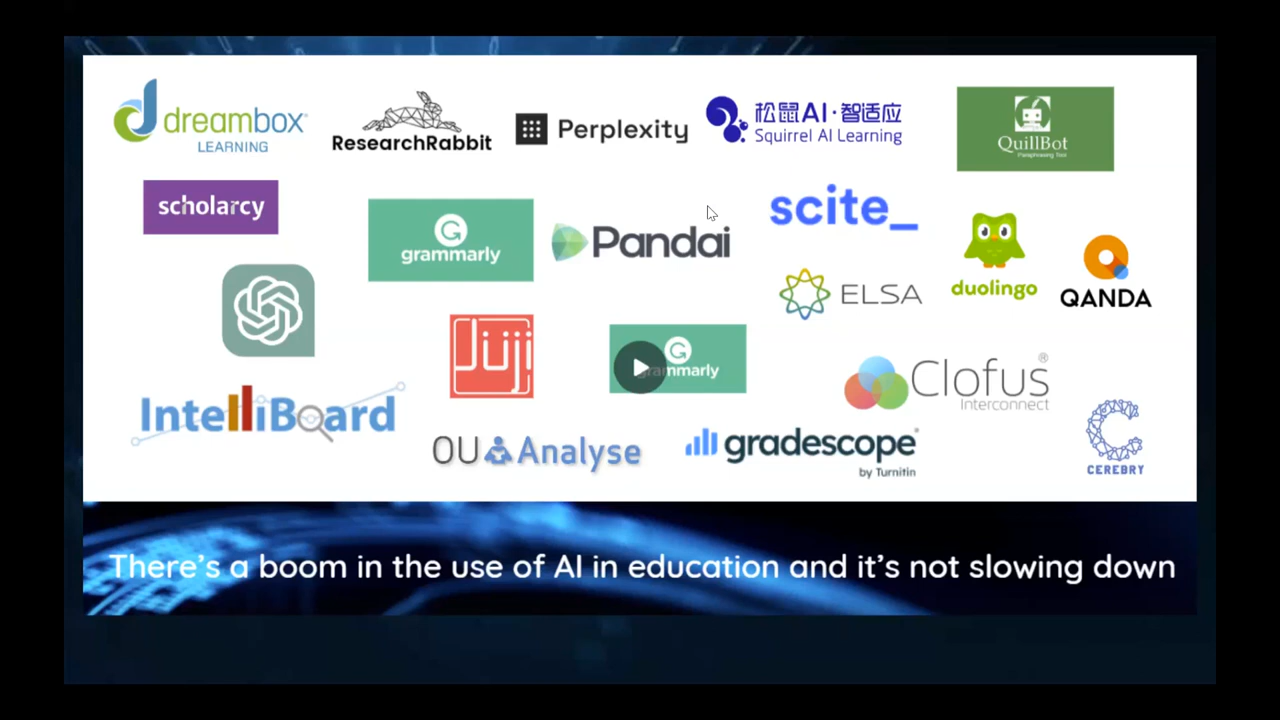 dreambox
LEARNING
ResearchRabbit
Perplexity
松鼠AI·智适应
Squirrel AI Learning
QuillBot
Paraphrasing Tool
scholarcy
grammarly
Pandai
scite_
duolingo
QANDA
ELSA
Juji
grammarly
Clofus®
Interconnect
IntelliBoard
OU Analyse
gradescope
by Turnitin
CEREBRY
There's a boom in the use of AI in education and it's not slowing down